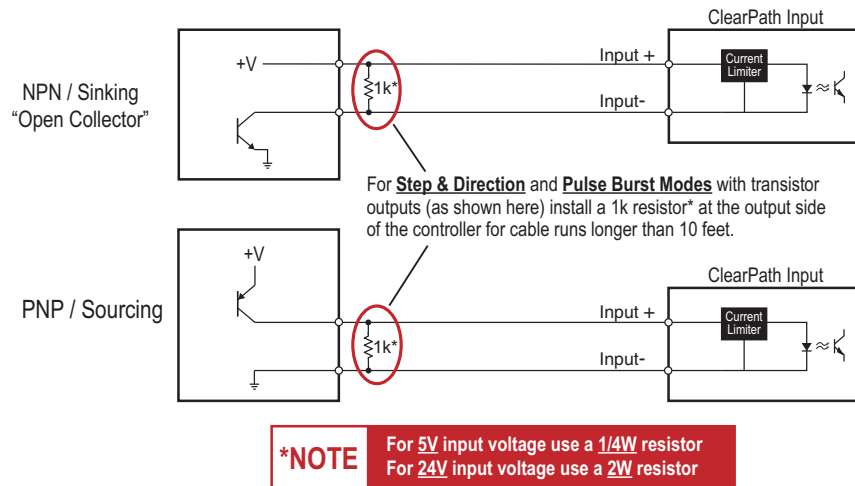 ClearPath Input
+V
Input +
Current
Limiter
NPN / Sinking
“Open Collector”
1k*
Input-
For Step & Direction and Pulse Burst Modes with transistor
outputs (as shown here) install a 1k resistor* at the output side
of the controller for cable runs longer than 10 feet.
+V
ClearPath Input
PNP / Sourcing
Input +
Current
Limiter
1k*
Input-
*NOTE
For 5V input voltage use a 1/4W resistor
For 24V input voltage use a 2W resistor